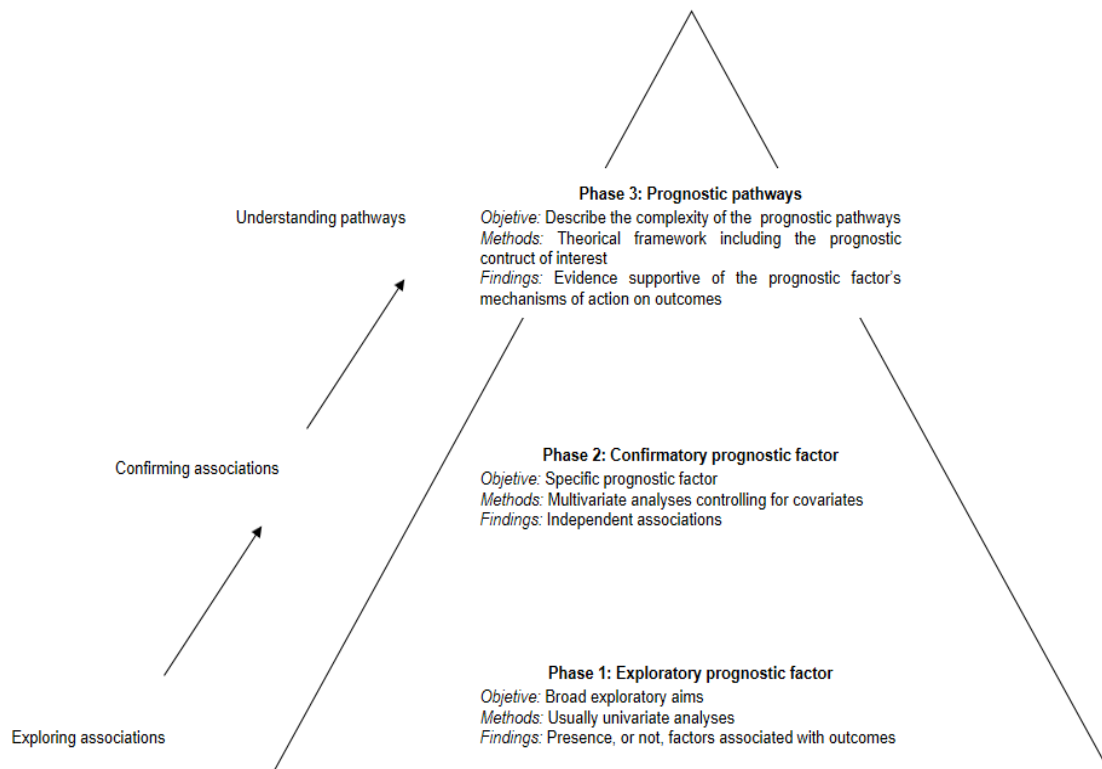 Phase 3: Prognostic pathways
Understanding pathways
Objetive: Describe the complexity of the prognostic pathways
Methods: Theorical framework including the prognostic
contruct of interest
Findings: Evidence supportive of the prognostic factor's
mechanisms of action on outcomes
Phase 2: Confirmatory prognostic factor
Confirming associations
Objetive: Specific prognostic factor
Methods: Multivariate analyses controlling for covariates
Findings: Independent associations
Phase 1: Exploratory prognostic factor
Objetive: Broad exploratory aims
Methods: Usually univariate analyses
Exploring associations
Findings: Presence, or not, factors associated with outcomes